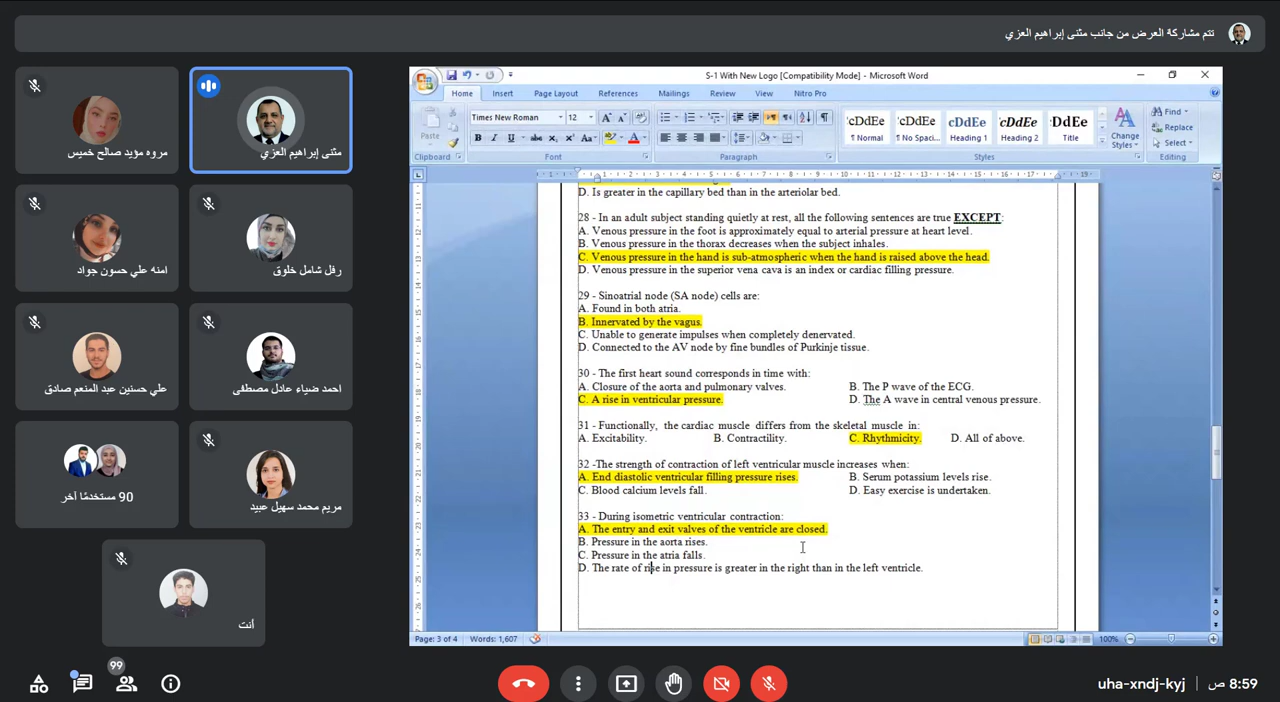 تتم مشاركة العرض من جانب مثنى إبراهيم العزي
مروه مؤيد صالح خميس
مثنى إبراهيم العزي
امنه علي حسون جواد
رفل شامل خلوق
علي حسنين عبد المنعم صادق
احمد ضياء عادل مصطفى
90 مستخدمًا آخر
مريم محمد سهيل عبيد
أنت
S-1 With New Logo [Compatibility Mode] - Microsoft Word
Home Insert Page Layout References Mailings Review View Nitro Pro
Paste
Times New Roman 12
AaBbCcDc AaBbCcDc AaBbCcDc AaBbCcDc AaBbCcDc
¶ Normal ¶ No Spaci... Heading 1 Heading 2 Title
Change Styles
Find
Replace
Select
Clipboard Font Paragraph Styles Editing
D. Is greater in the capillary bed than in the arteriolar bed.
28 - In an adult subject standing quietly at rest, all the following sentences are true EXCEPT:
A. Venous pressure in the foot is approximately equal to arterial pressure at heart level.
B. Venous pressure in the thorax decreases when the subject inhales.
C. Venous pressure in the hand is sub-atmospheric when the hand is raised above the head.
D. Venous pressure in the superior vena cava is an index or cardiac filling pressure.
29 - Sinoatrial node (SA node) cells are:
A. Found in both atria.
B. Innervated by the vagus.
C. Unable to generate impulses when completely denervated.
D. Connected to the AV node by fine bundles of Purkinje tissue.
30 - The first heart sound corresponds in time with:
A. Closure of the aorta and pulmonary valves. B. The P wave of the ECG.
C. A rise in ventricular pressure. D. The A wave in central venous pressure.
31 - Functionally, the cardiac muscle differs from the skeletal muscle in:
A. Excitability. B. Contractility. C. Rhythmicity. D. All of above.
32 -The strength of contraction of left ventricular muscle increases when:
A. End diastolic ventricular filling pressure rises. B. Serum potassium levels rise.
C. Blood calcium levels fall. D. Easy exercise is undertaken.
33 - During isometric ventricular contraction:
A. The entry and exit valves of the ventricle are closed.
B. Pressure in the aorta rises.
C. Pressure in the atria falls.
D. The rate of rise in pressure is greater in the right than in the left ventricle.
Page: 3 of 4 Words: 1,607 100%
99
uha-xndj-kyj 8:59 ص